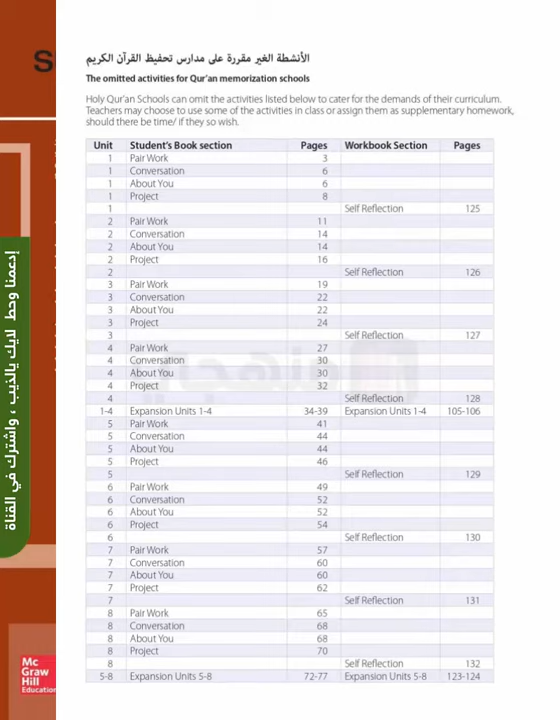 S
الأنشطة الغير مقررة على مدارس تحفيظ القرآن الكريم
The omitted activities for Qur'an memorization schools
Holy Qur'an Schools can omit the activities listed below to cater for the demands of their curriculum.
Teachers may choose to use some of the activities in class or assign them as supplementary homework,
should there be time/ if they so wish.
Unit Student's Book section Pages Workbook Section Pages
1 Pair Work 3
1 Conversation 6
1 About You 6
1 Project 8
1 Self Reflection 125
2 Pair Work 11
2 Conversation 14
2 About You 14
2 Project 16
2 Self Reflection 126
3 Pair Work 19
3 Conversation 22
3 About You 22
3 Project 24
3 Self Reflection 127
4 Pair Work 27
4 Conversation 30
4 About You 30
4 Project 32
4 Self Reflection 128
1-4 Expansion Units 1-4 34-39 Expansion Units 1-4 105-106
5 Pair Work 41
5 Conversation 44
5 About You 44
5 Project 46
5 Self Reflection 129
6 Pair Work 49
6 Conversation 52
6 About You 52
6 Project 54
6 Self Reflection 130
7 Pair Work 57
7 Conversation 60
7 About You 60
7 Project 62
7 Self Reflection 131
8 Pair Work 65
8 Conversation 68
8 About You 68
8 Project 70
8 Self Reflection 132
5-8 Expansion Units 5-8 72-77 Expansion Units 5-8 123-124
منهجاي
إدعمنا وحط لايك يالذيب ، واشترك في القناة
Mc
Graw
Hill
Education